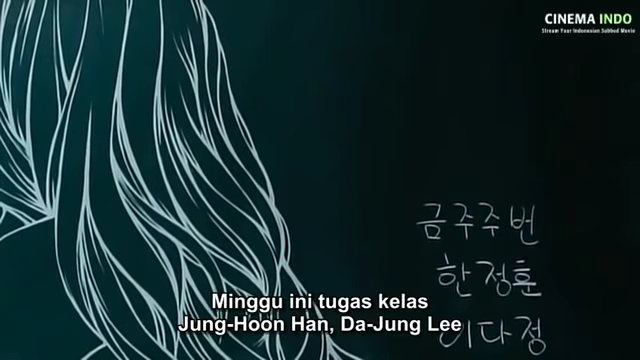 CINEMA INDO
Stream Your Indonesian Subbed Movie
금주주번
한정훈
이다정
Minggu ini tugas kelas
Jung-Hoon Han, Da-Jung Lee